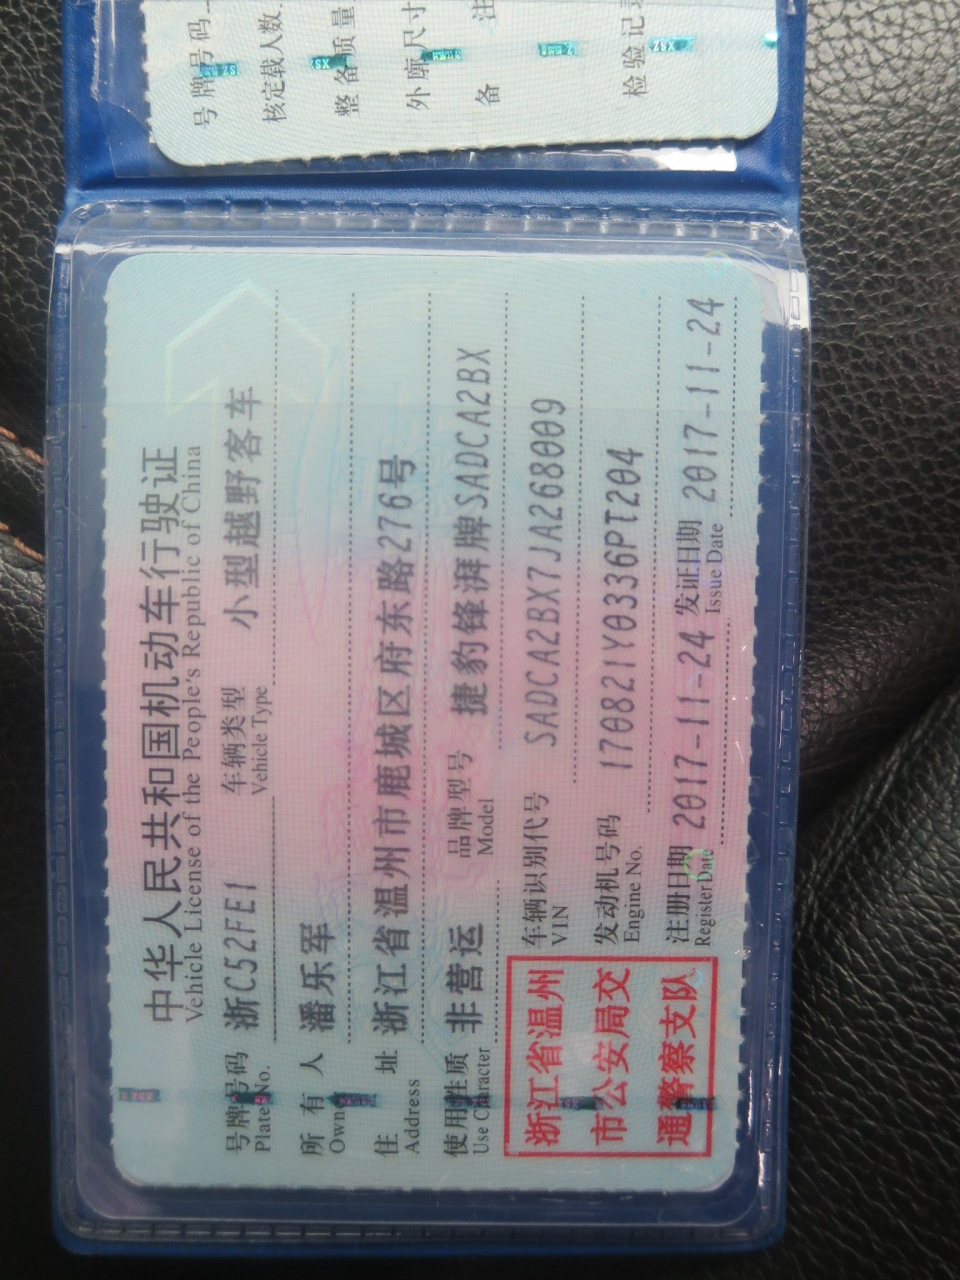 中华人民共和国机动车行驶证
Vehicle License of the People's Republic of China
号牌号码 浙C52FE1 车辆类型 小型越野客车
Plate No. Vehicle Type
所有人 潘乐军
Owner
住址 浙江省温州市鹿城区府东路276号
Address
使用性质 非营运 品牌型号 捷豹锋湃牌SADCA2BX
Use Character Model
浙江省温州
市公安局交
通警察支队
车辆识别代号 SADCA2BX7JA268009
VIN
发动机号码 170821Y0336PT204
Engine No.
注册日期 2017-11-24 发证日期 2017-11-24
Register Date Issue Date
号牌号码
核定载人数
整备质量
外廓尺寸
备注
检验记录